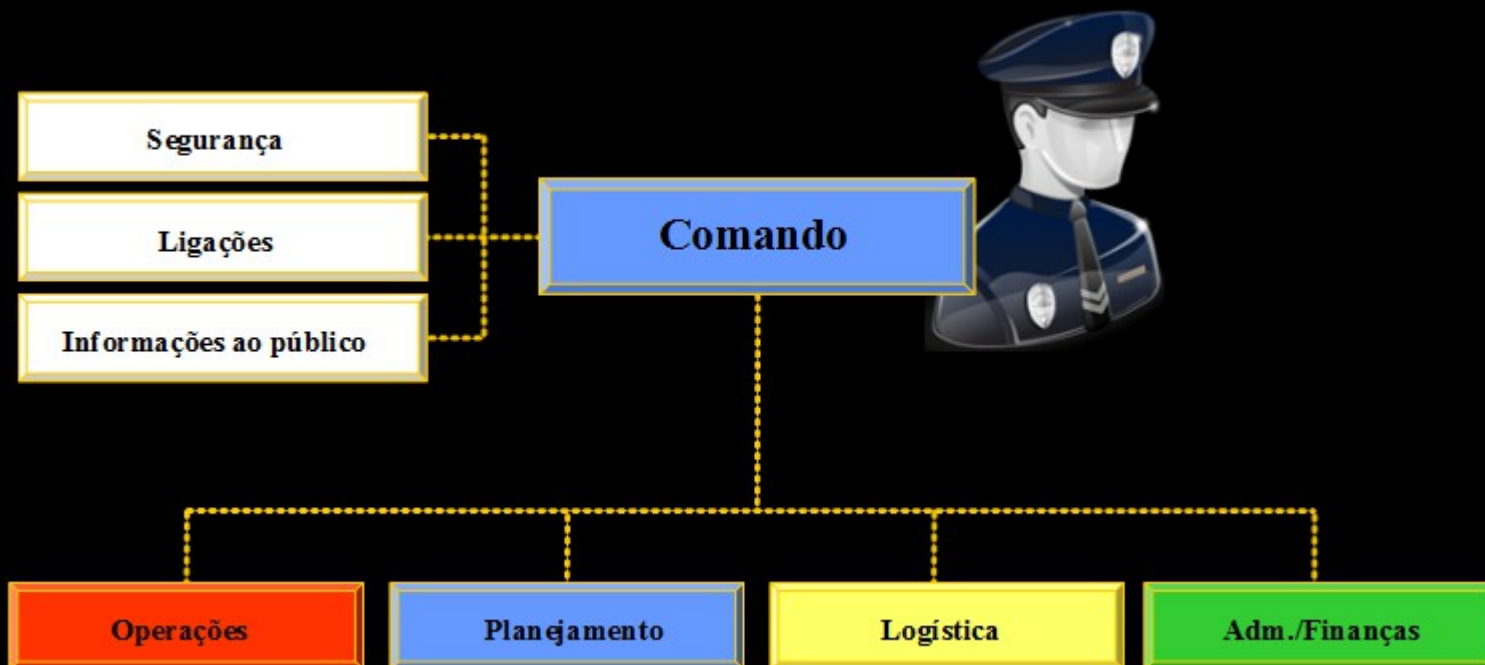 Segurança
Ligações
Informações ao público
Comando
Operações
Planejamento
Logística
Adm./Finanças